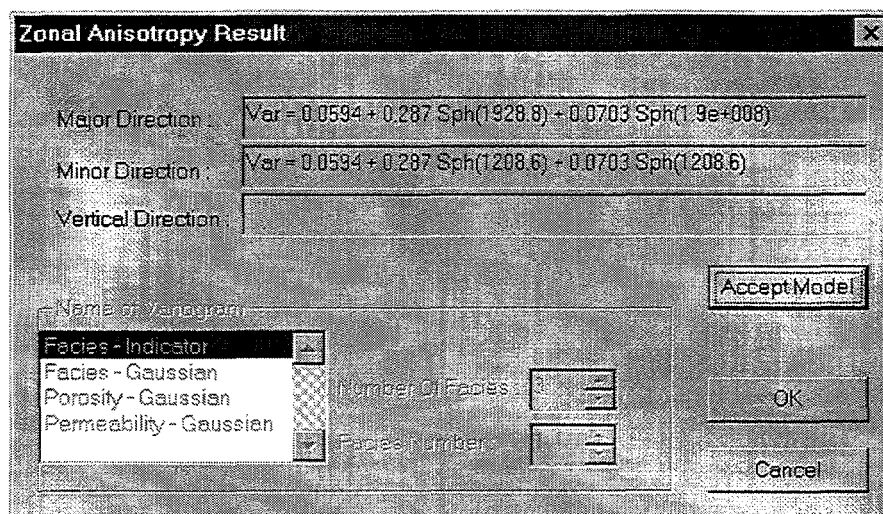 Zonal Anisotropy Result
Major Direction : Var = 0.0594 + 0.287 Sph(1928.8) + 0.0703 Sph(1.9e+008)
Minor Direction : Var = 0.0594 + 0.287 Sph(1208.6) + 0.0703 Sph(1208.6)
Vertical Direction :
Accept Model
Name of Variogram
Facies - Indicator
Facies - Gaussian
Porosity - Gaussian
Permeability - Gaussian
Number Of Facies
Facies Number
OK
Cancel